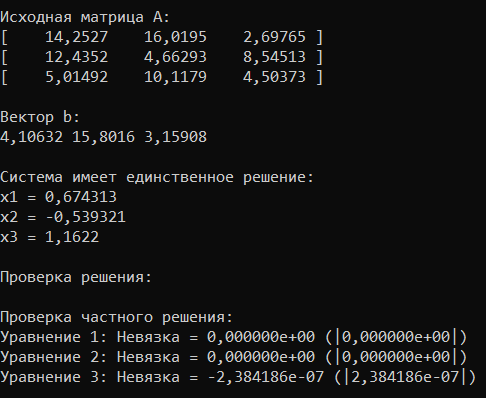 Исходная матрица A:
[ 14,2527 16,0195 2,69765 ]
[ 12,4352 4,66293 8,54513 ]
[ 5,01492 10,1179 4,50373 ]
Вектор b:
4,10632 15,8016 3,15908
Система имеет единственное решение:
x1 = 0,674313
x2 = -0,539321
x3 = 1,1622
Проверка решения:
Проверка частного решения:
Уравнение 1: Невязка = 0,000000e+00 (|0,000000e+00|)
Уравнение 2: Невязка = 0,000000e+00 (|0,000000e+00|)
Уравнение 3: Невязка = -2,384186e-07 (|2,384186e-07|)